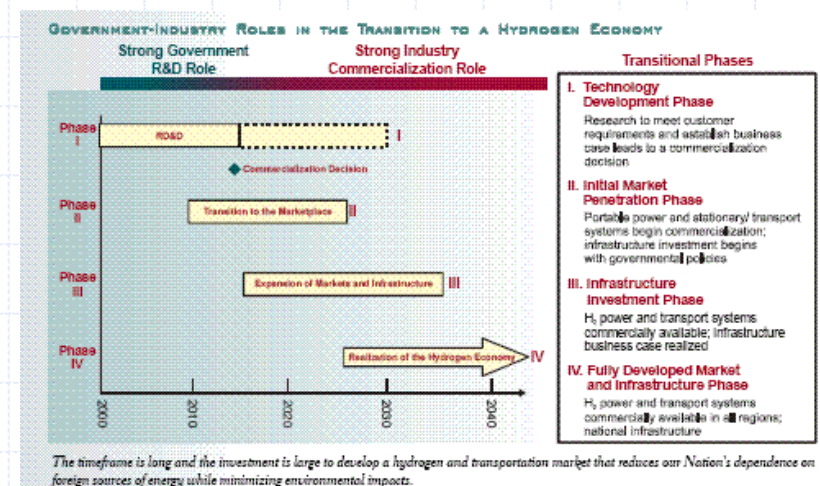 GOVERNMENT-INDUSTRY ROLES IN THE TRANSITION TO A HYDROGEN ECONOMY
Strong Government
R&D Role
Strong Industry
Commercialization Role
Phase
I
RD&D
I
Commercialization Decision
Phase
II
Transition to the Marketplace
II
Phase
III
Expansion of Markets and Infrastructure
III
Phase
IV
Realization of the Hydrogen Economy
IV
2000
2010
2020
2030
2040
Transitional Phases
I. Technology
Development Phase
Research to meet customer
requirements and establish business
case leads to a commercialization
decision
II. Initial Market
Penetration Phase
Portable power and stationary/ transport
systems begin commercialization;
infrastructure investment begins
with governmental policies
III. Infrastructure
Investment Phase
H₂ power and transport systems
commercially available; infrastructure
business case realized
IV. Fully Developed Market
and Infrastructure Phase
H₂ power and transport systems
commercially available in all regions;
national infrastructure
The timeframe is long and the investment is large to develop a hydrogen and transportation market that reduces our Nation's dependence on
foreign sources of energy while minimizing environmental impacts.